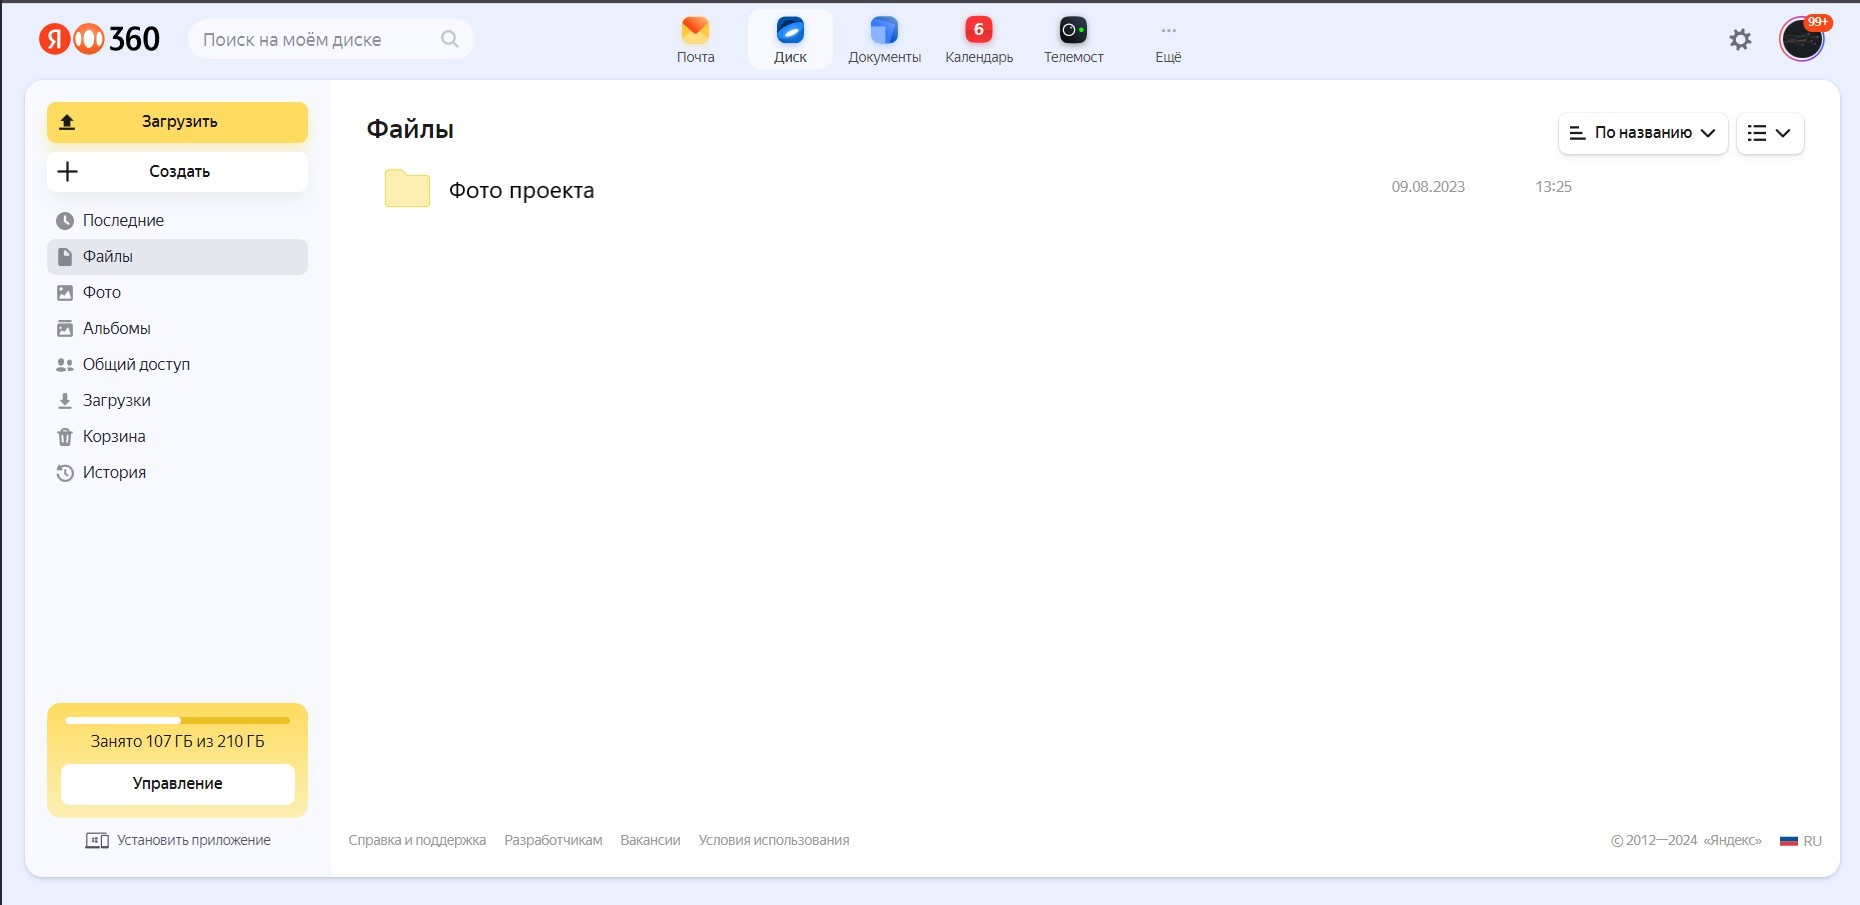 Я 360
Поиск на моём диске
Почта
Диск
Документы
6
Календарь
Телемост
Ещё
99+
Загрузить
Создать
Последние
Файлы
Фото
Альбомы
Общий доступ
Загрузки
Корзина
История
Занято 107 ГБ из 210 ГБ
Управление
Установить приложение
Файлы
По названию
Фото проекта 09.08.2023 13:25
Справка и поддержка Разработчикам Вакансии Условия использования © 2012—2024 «Яндекс» RU